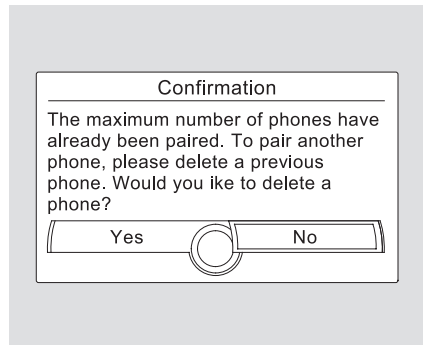 Confirmation
The maximum number of phones have
already been paired. To pair another
phone, please delete a previous
phone. Would you ike to delete a
phone?
Yes
No